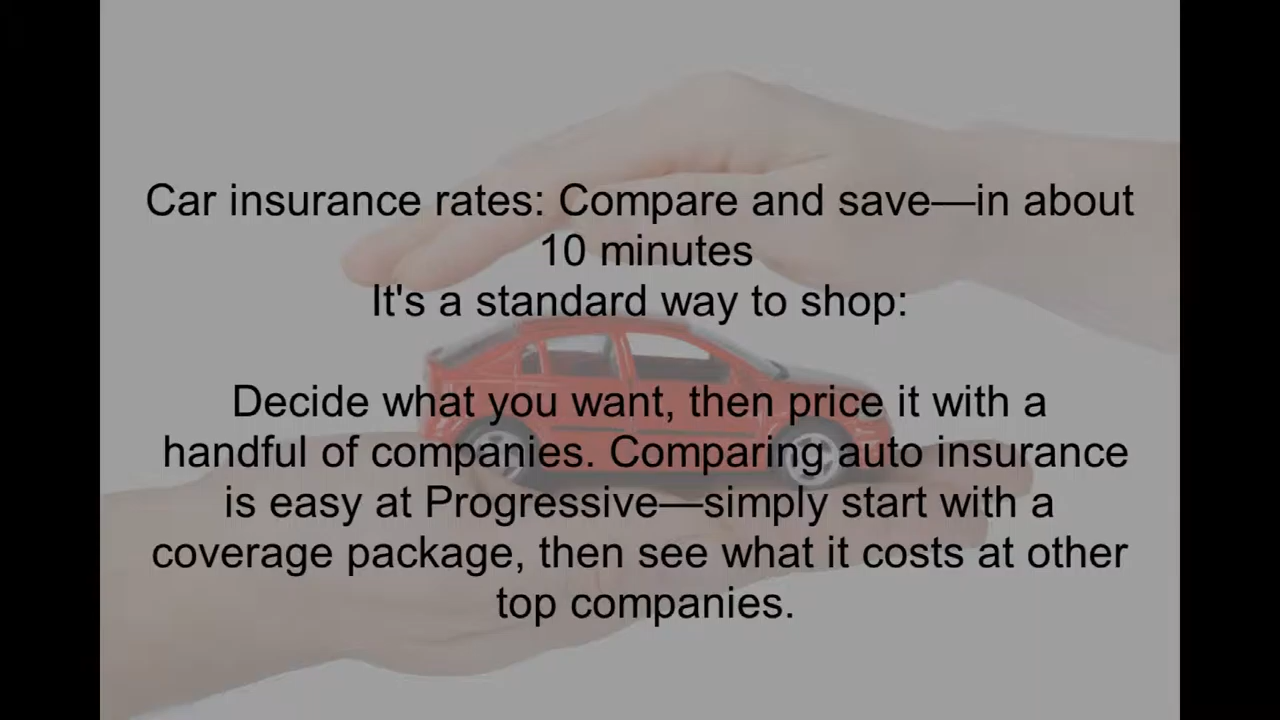 Car insurance rates: Compare and save—in about
10 minutes
It's a standard way to shop:
Decide what you want, then price it with a
handful of companies. Comparing auto insurance
is easy at Progressive—simply start with a
coverage package, then see what it costs at other
top companies.